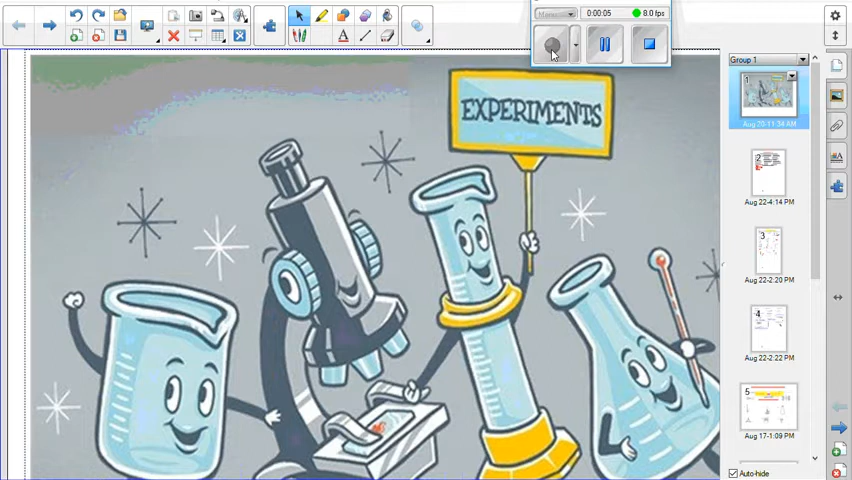 Menu
0:00:05
8.0 fps
Group 1
EXPERIMENTS
A
1
Aug 20-11:34 AM
2
Aug 22-4:14 PM
3
Aug 22-2:20 PM
4
Aug 22-2:22 PM
5
Aug 17-1:09 PM
Auto-hide